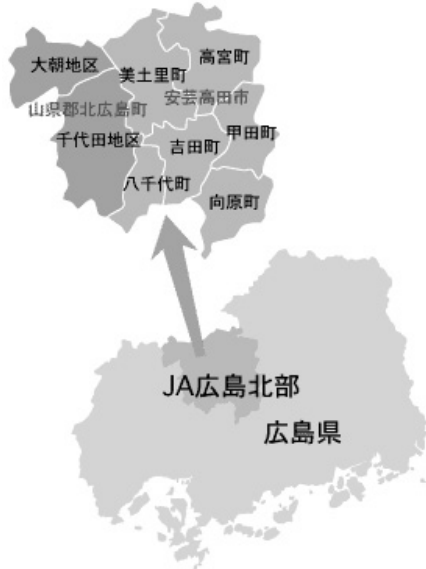 高宮町
大朝地区
美土里町
安芸高田市
山県郡北広島町
甲田町
千代田地区
吉田町
八千代町
向原町
JA広島北部
広島県